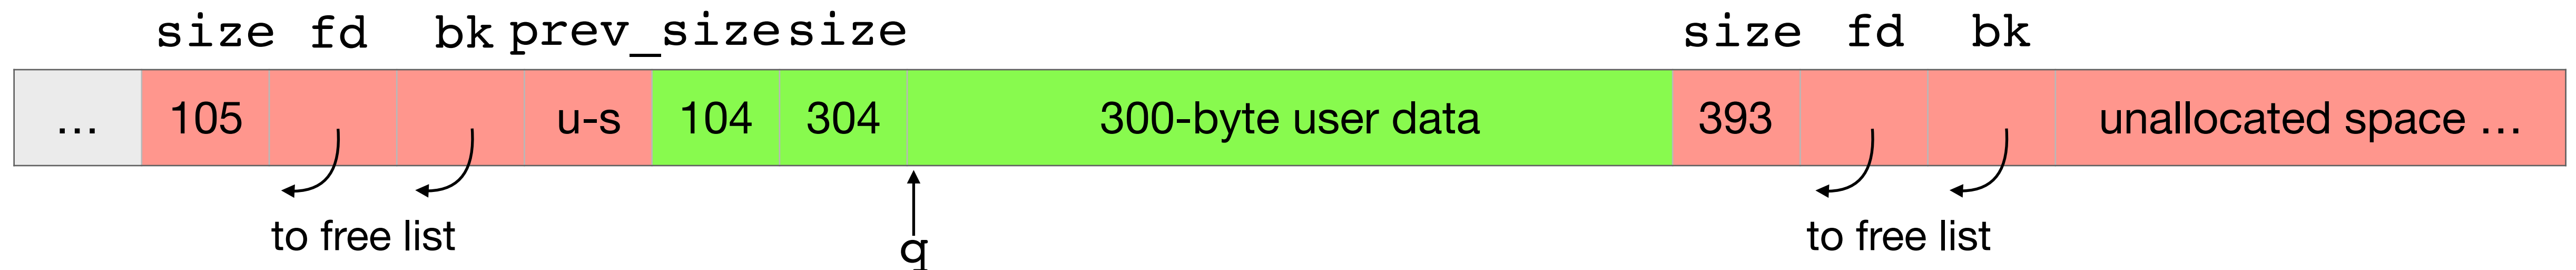 size fd bk prev_size size size fd bk
... 105 u-s 104 304 300-byte user data 393 unallocated space ...
to free list q to free list